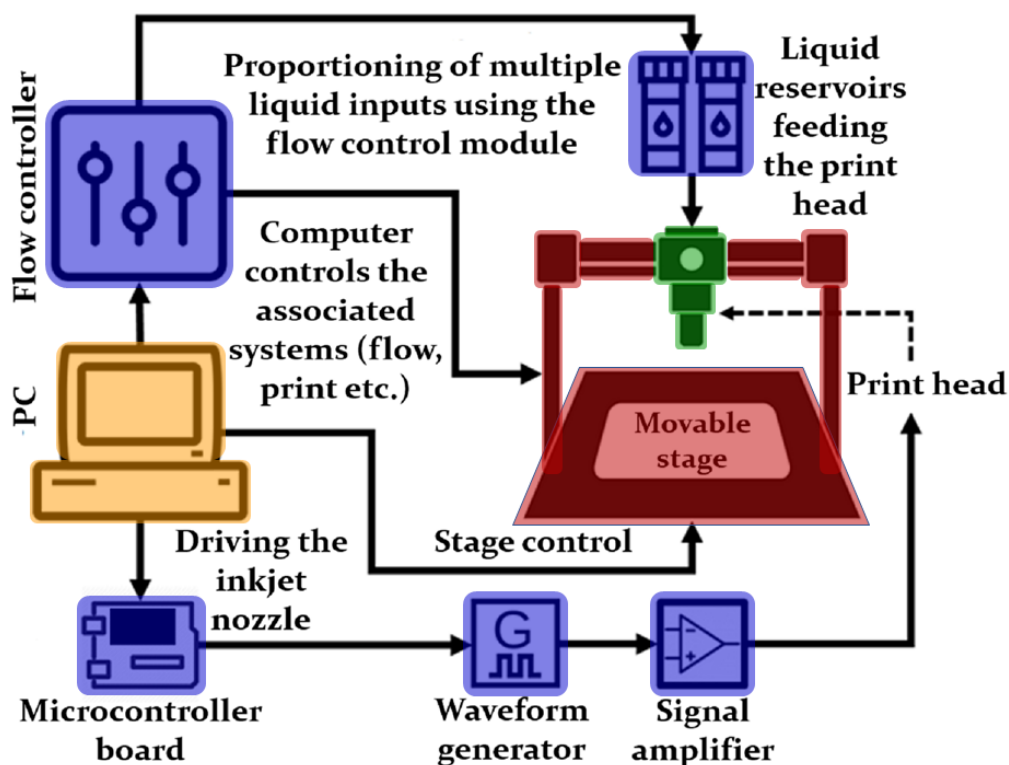 Flow controller
Proportioning of multiple
liquid inputs using the
flow control module
Liquid
reservoirs
feeding
the print
head
Computer
controls the
associated
systems (flow,
print etc.)
PC
Print head
Movable
stage
Driving the
inkjet
nozzle
Stage control
G
Microcontroller
board
Waveform
generator
Signal
amplifier